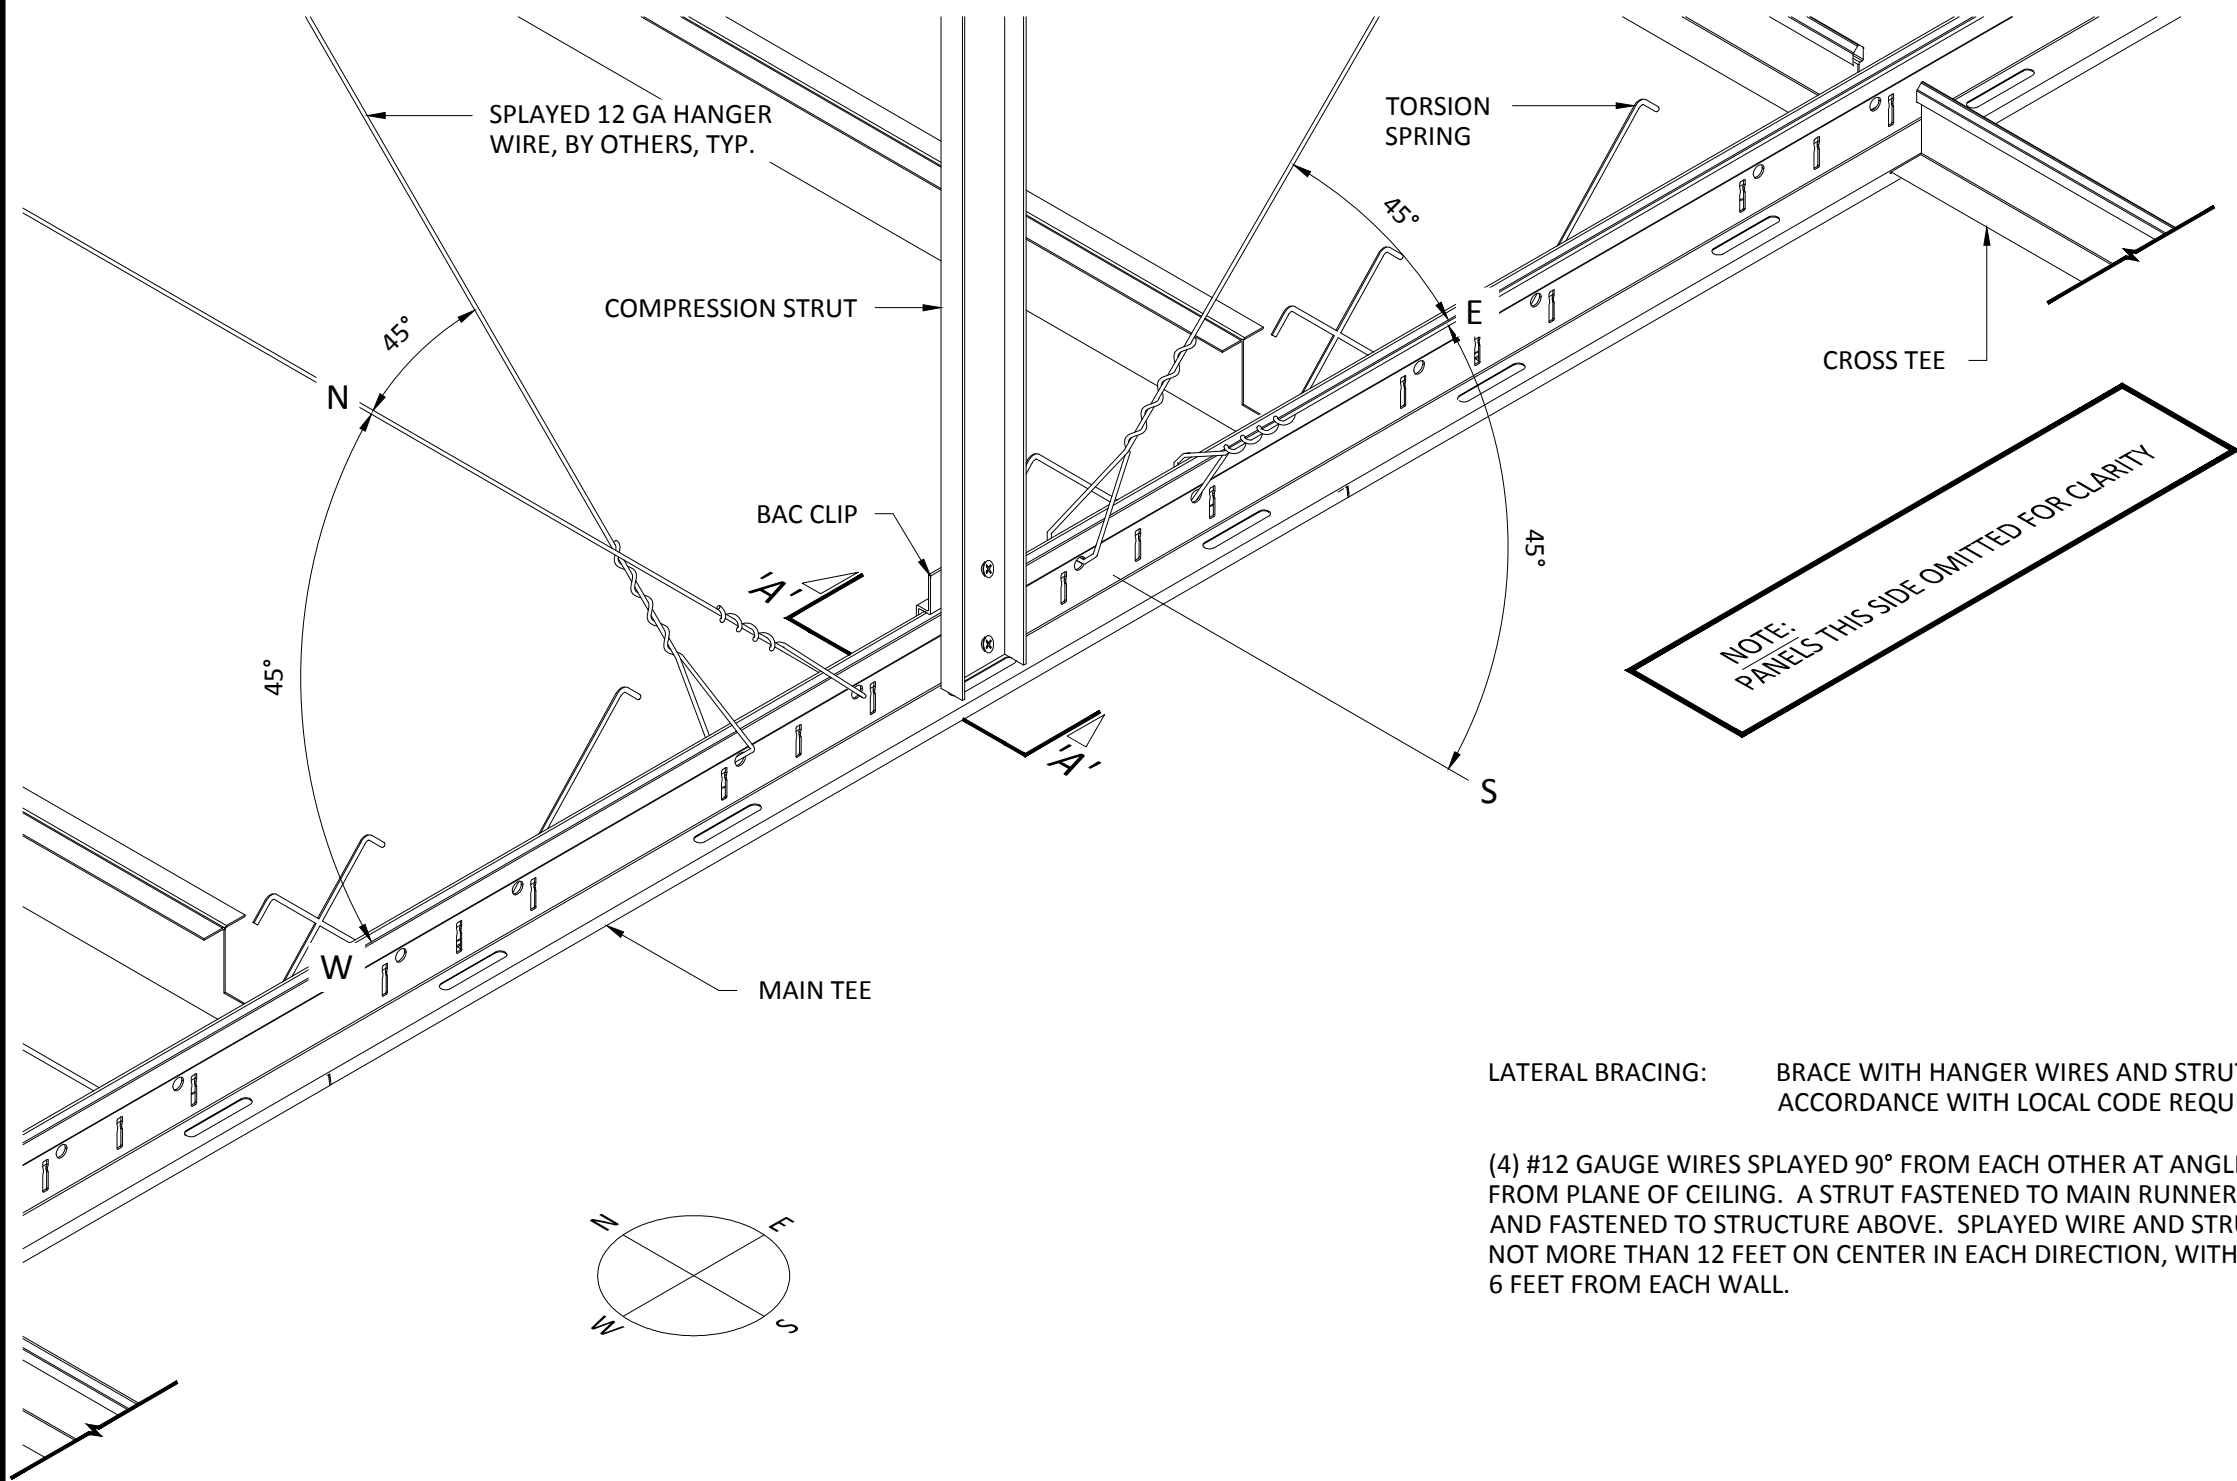 SPLAYED 12 GA HANGER
WIRE, BY OTHERS, TYP.
TORSION
SPRING
45°
COMPRESSION STRUT
E
45°
CROSS TEE
N
NOTE:
PANELS THIS SIDE OMITTED FOR CLARITY
BAC CLIP
45°
'A'
45°
'A'
S
W
MAIN TEE
LATERAL BRACING: BRACE WITH HANGER WIRES AND
ACCORDANCE WITH LOCAL CODE
(4) #12 GAUGE WIRES SPLAYED 90° FROM EACH OTHER AT
FROM PLANE OF CEILING. A STRUT FASTENED TO MAIN RUNNER
AND FASTENED TO STRUCTURE ABOVE. SPLAYED WIRE AND
NOT MORE THAN 12 FEET ON CENTER IN EACH DIRECTION, WITH
6 FEET FROM EACH WALL.
N
E
W
S